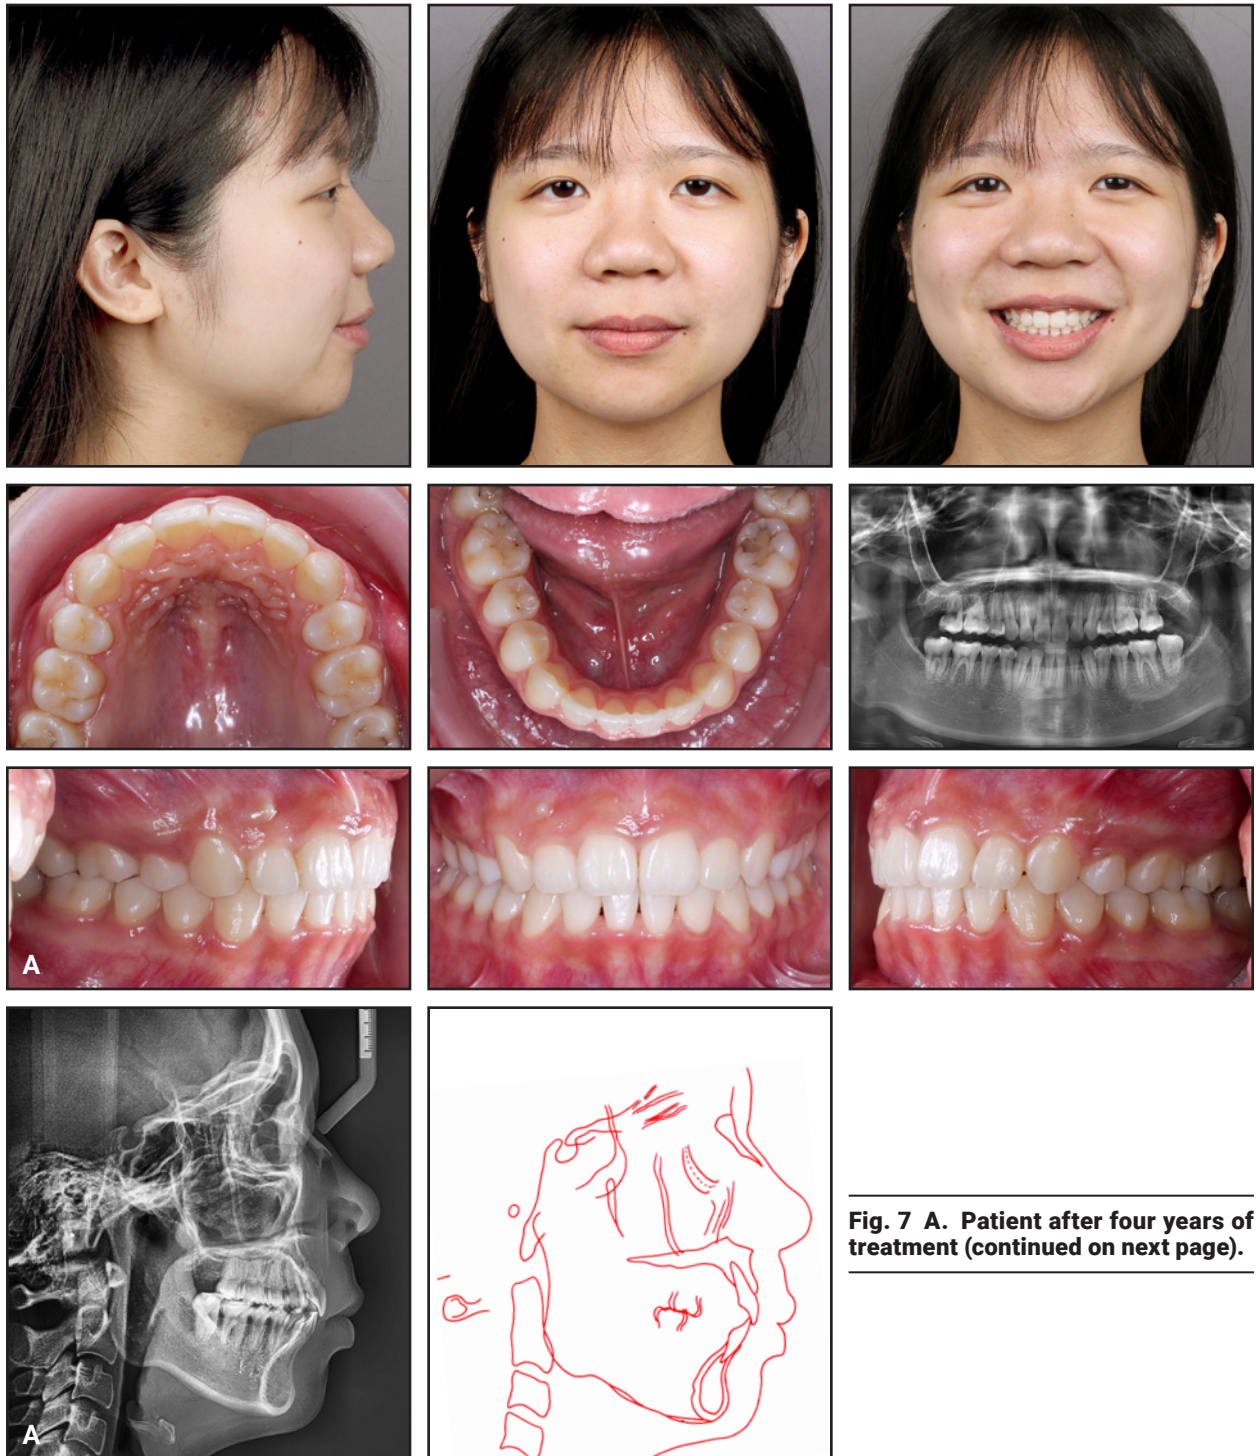 A
A
Fig. 7 A. Patient after four years of
treatment (continued on next page).